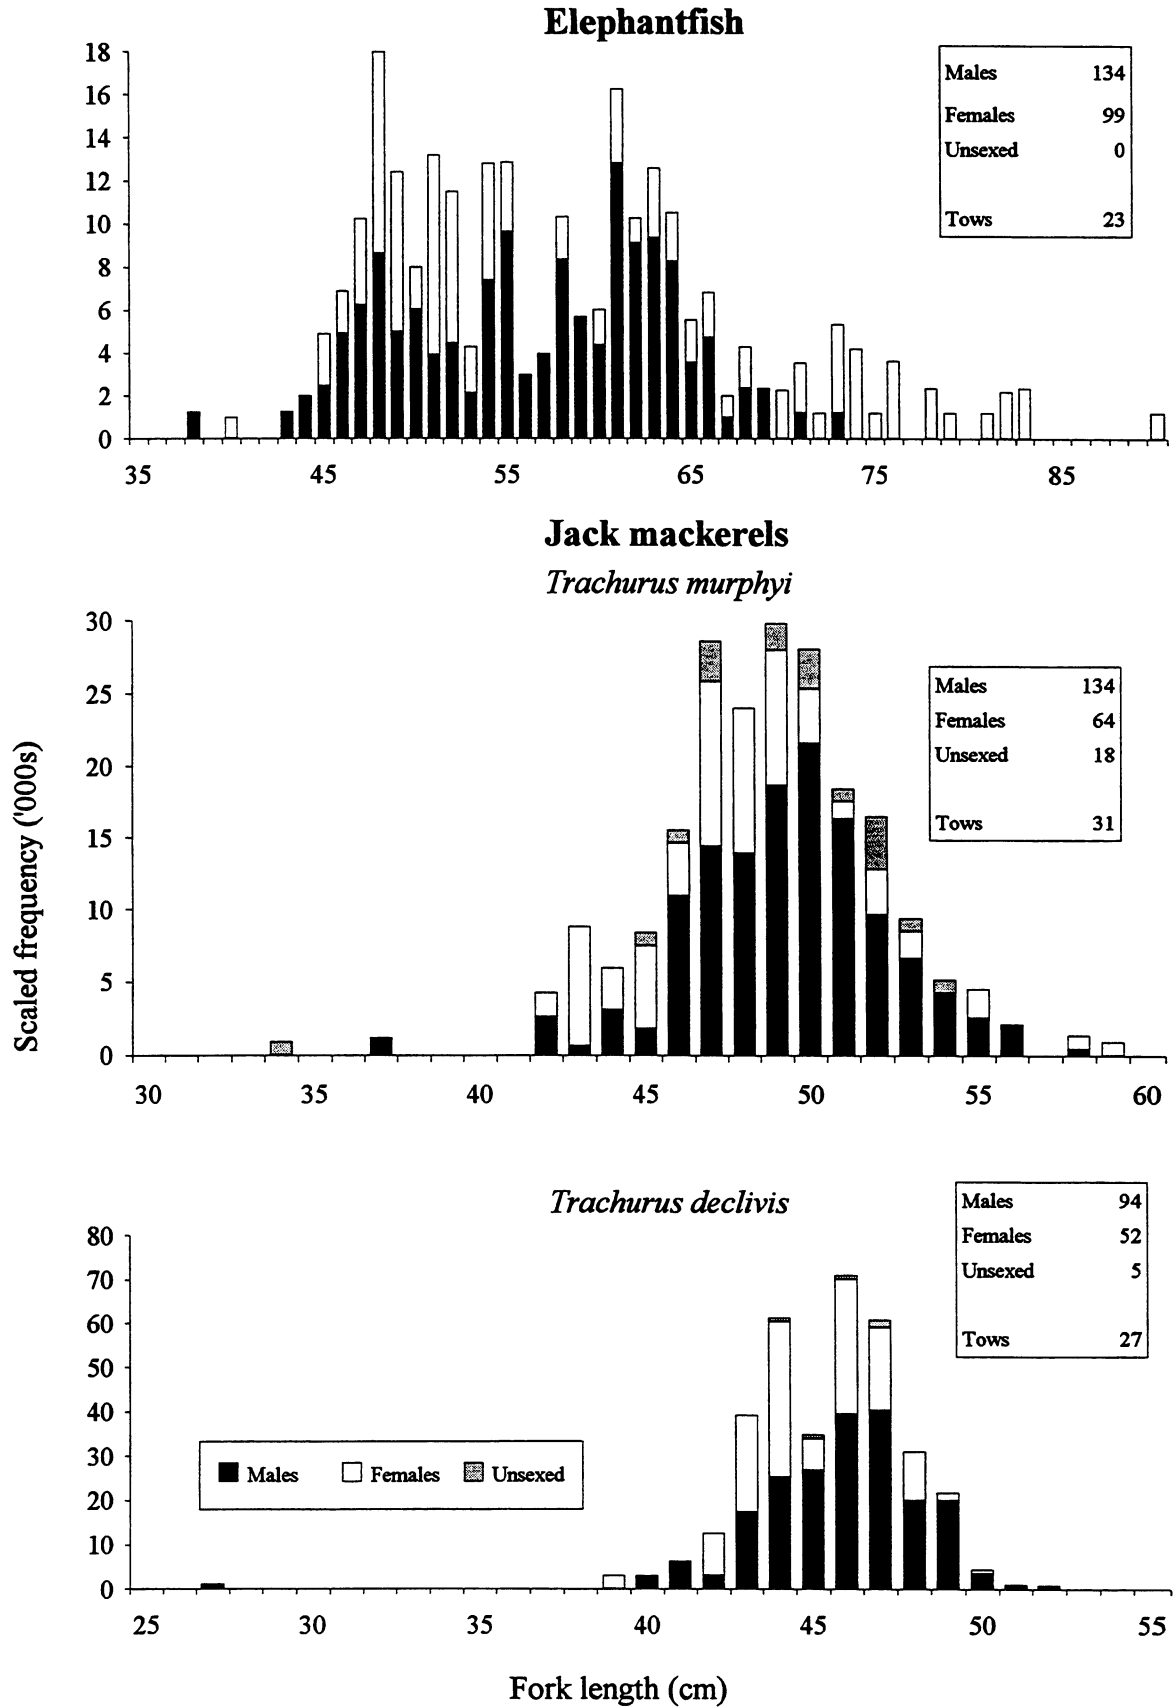 Elephantfish
18
16
14
12
10
8
6
4
2
0
35 45 55 65 75 85
Males 134
Females 99
Unsexed 0
Tows 23
Jack mackerels
Trachurus murphyi
Scaled frequency ('000s)
30
25
20
15
10
5
0
30 35 40 45 50 55 60
Males 134
Females 64
Unsexed 18
Tows 31
Trachurus declivis
80
70
60
50
40
30
20
10
0
25 30 35 40 45 50 55
Males 94
Females 52
Unsexed 5
Tows 27
Males Females Unsexed
Fork length (cm)